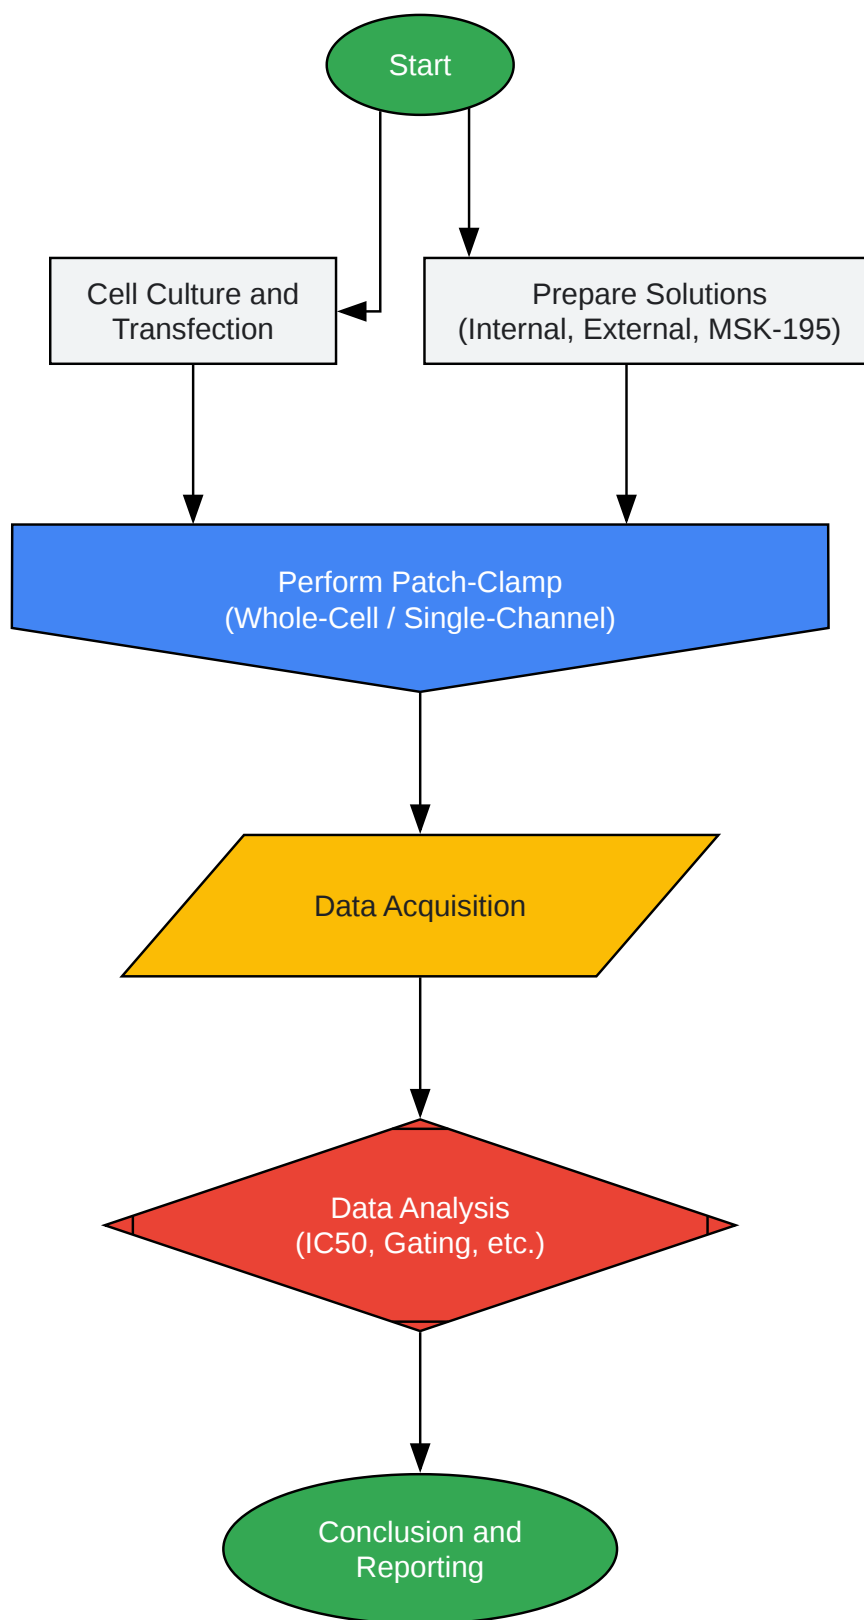 Start
Cell Culture and
Transfection
Prepare Solutions
(Internal, External, MSK-195)
Perform Patch-Clamp
(Whole-Cell / Single-Channel)
Data Acquisition
Data Analysis
(IC50, Gating, etc.)
Conclusion and
Reporting